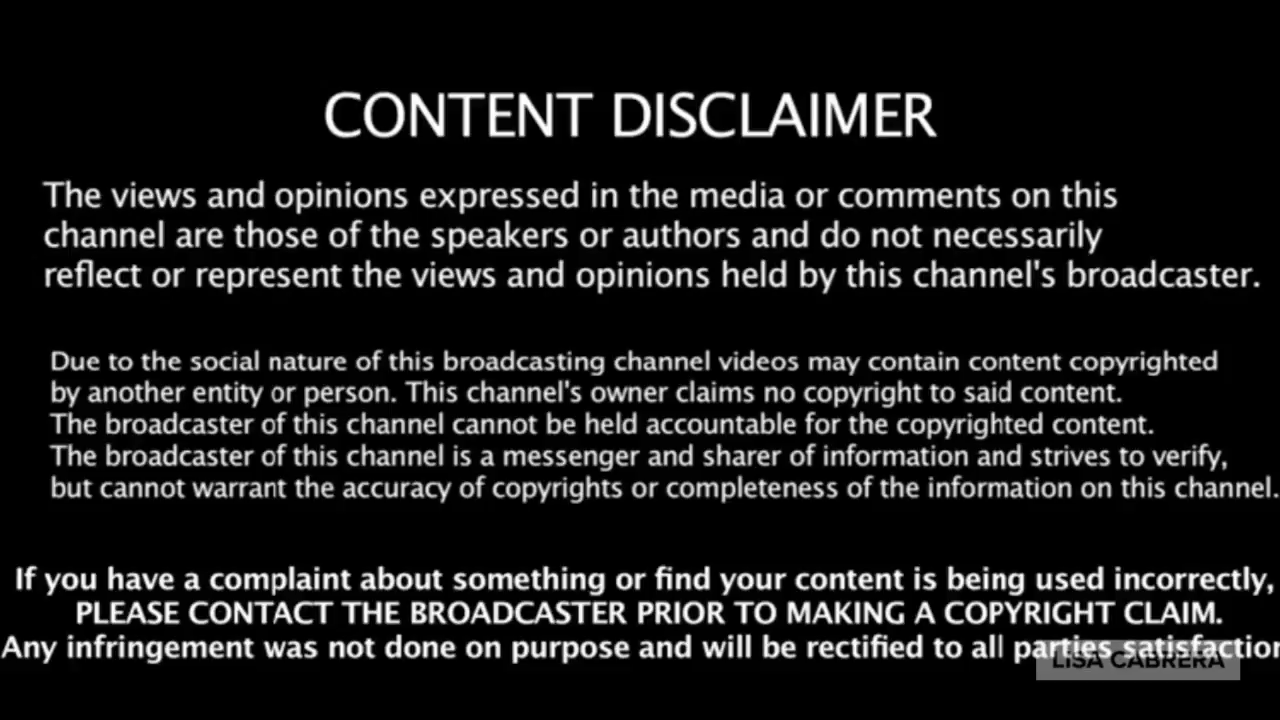 CONTENT DISCLAIMER
The views and opinions expressed in the media or comments on this
channel are those of the speakers or authors and do not necessarily
reflect or represent the views and opinions held by this channel's broadcaster.
Due to the social nature of this broadcasting channel videos may contain content copyrighted
by another entity or person. This channel's owner claims no copyright to said content.
The broadcaster of this channel cannot be held accountable for the copyrighted content.
The broadcaster of this channel is a messenger and sharer of information and strives to verify,
but cannot warrant the accuracy of copyrights or completeness of the information on this channel.
If you have a complaint about something or find your content is being used incorrectly,
PLEASE CONTACT THE BROADCASTER PRIOR TO MAKING A COPYRIGHT CLAIM.
Any infringement was not done on purpose and will be rectified to all parties satisfaction
LISA CABRERA